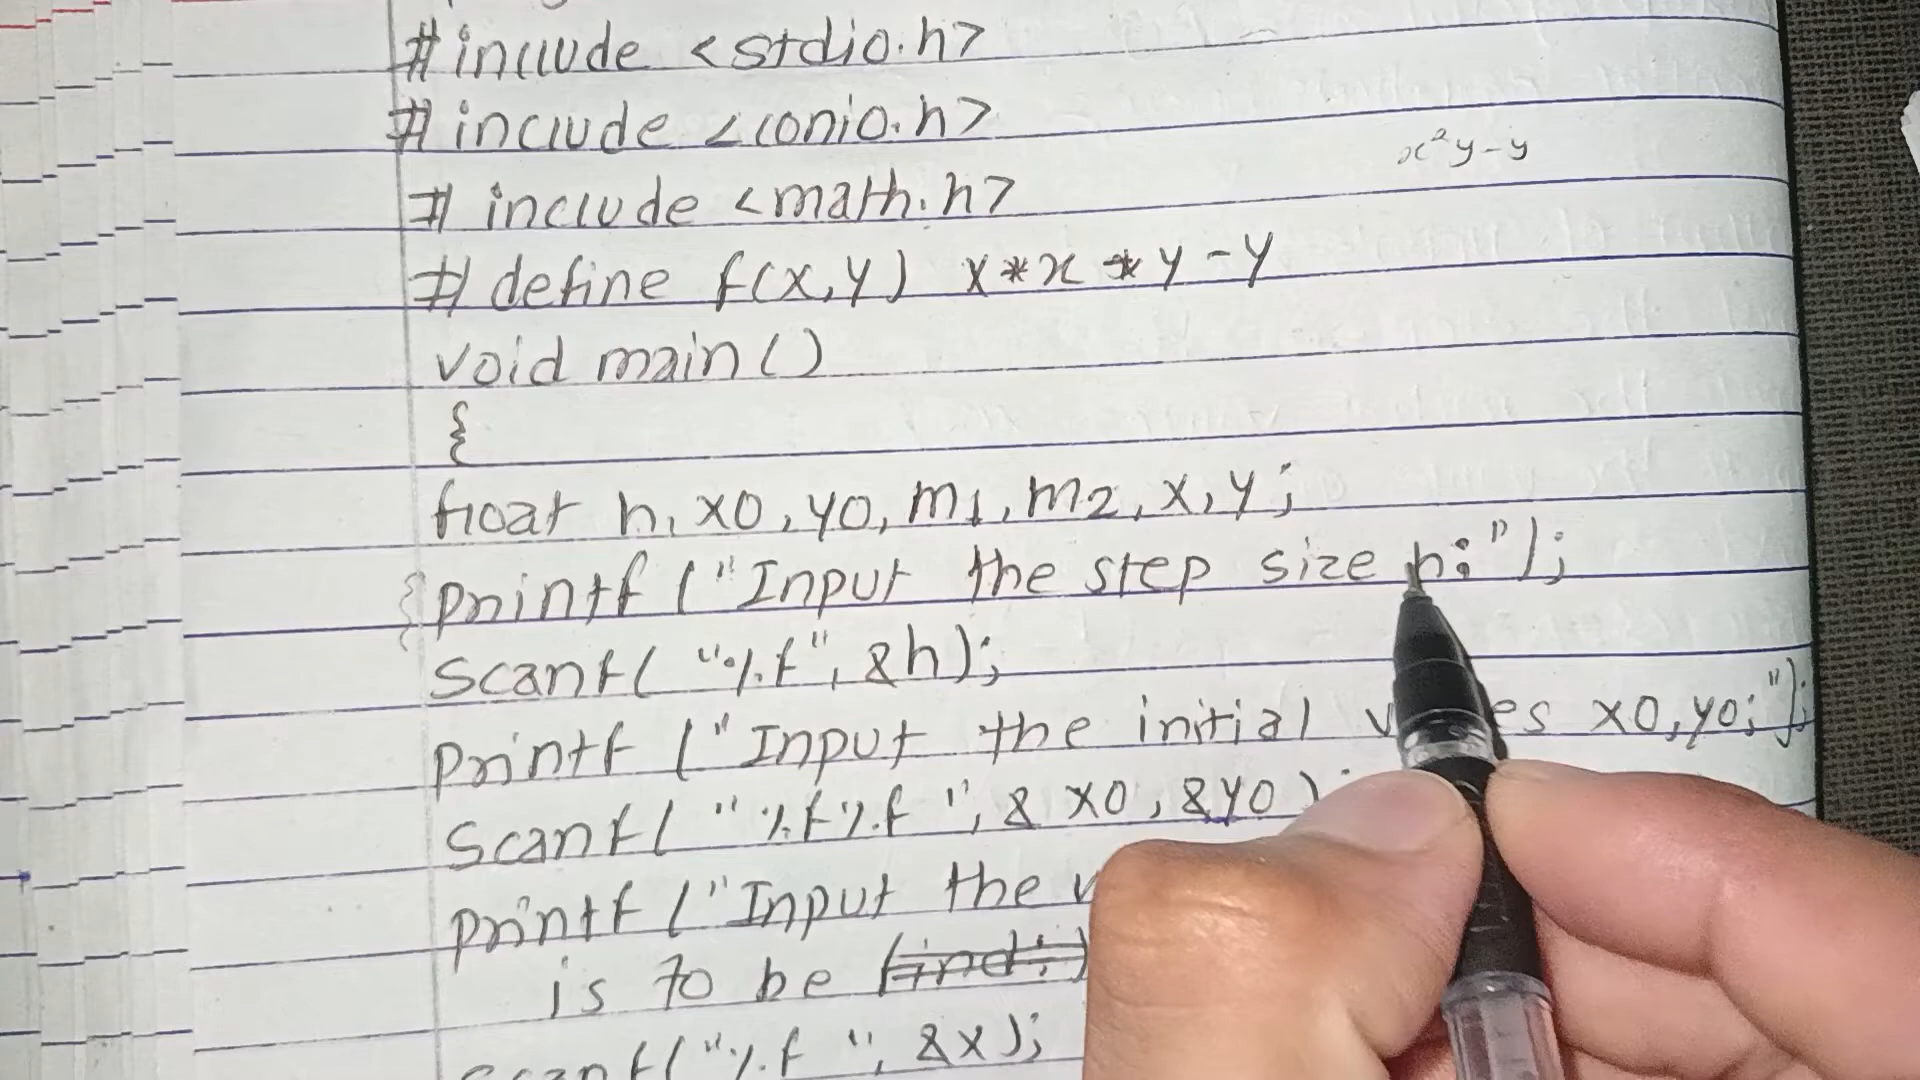 #include <stdio.h>
#include <conio.h>
x²y-y
# include <math.h>
# define f(x,y) x*x*y-y
void main()
{
float h, x0, y0, m1, m2, x, y;
printf ("Input the step size h:");
scanf( "%f", &h);
printf ("Input the initial x0,y0:");
scanf( "%f%f", &x0, &y0)
printf ("Input the
is to be
scanf("%f ", &x);